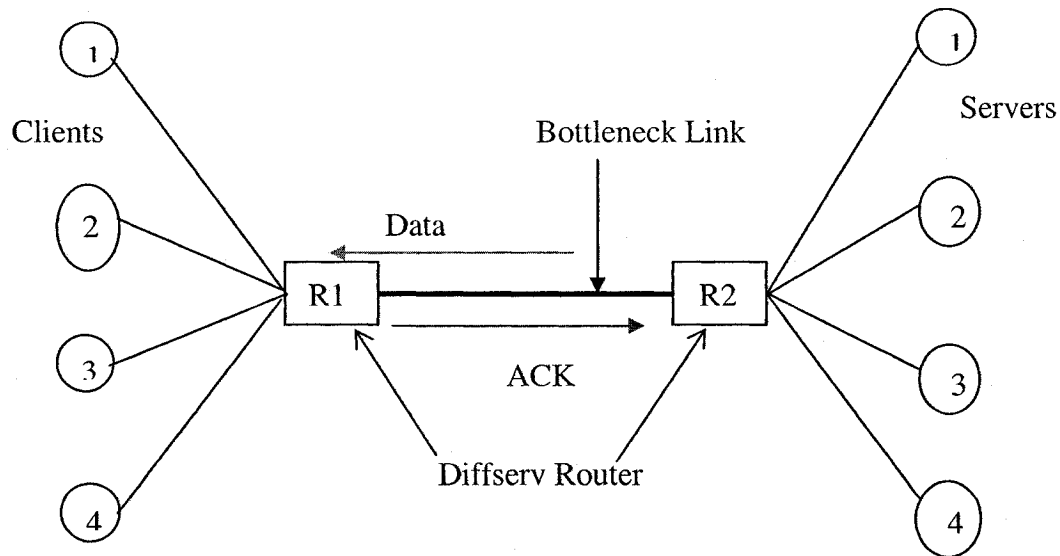 1
1
Clients
Servers
Bottleneck Link
2
2
Data
R1
R2
3
3
ACK
Diffserv Router
4
4